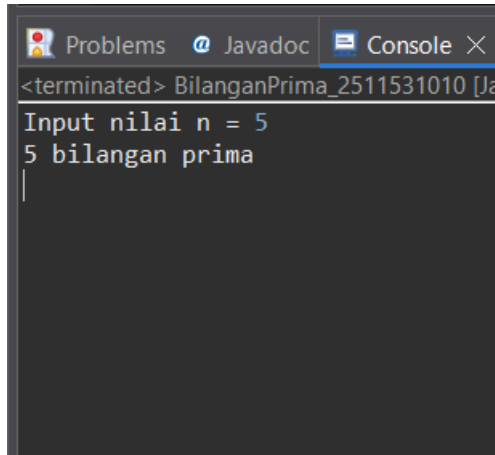 Problems @ Javadoc Console
<terminated> BilanganPrima_2511531010 [Ja
Input nilai n = 5
5 bilangan prima